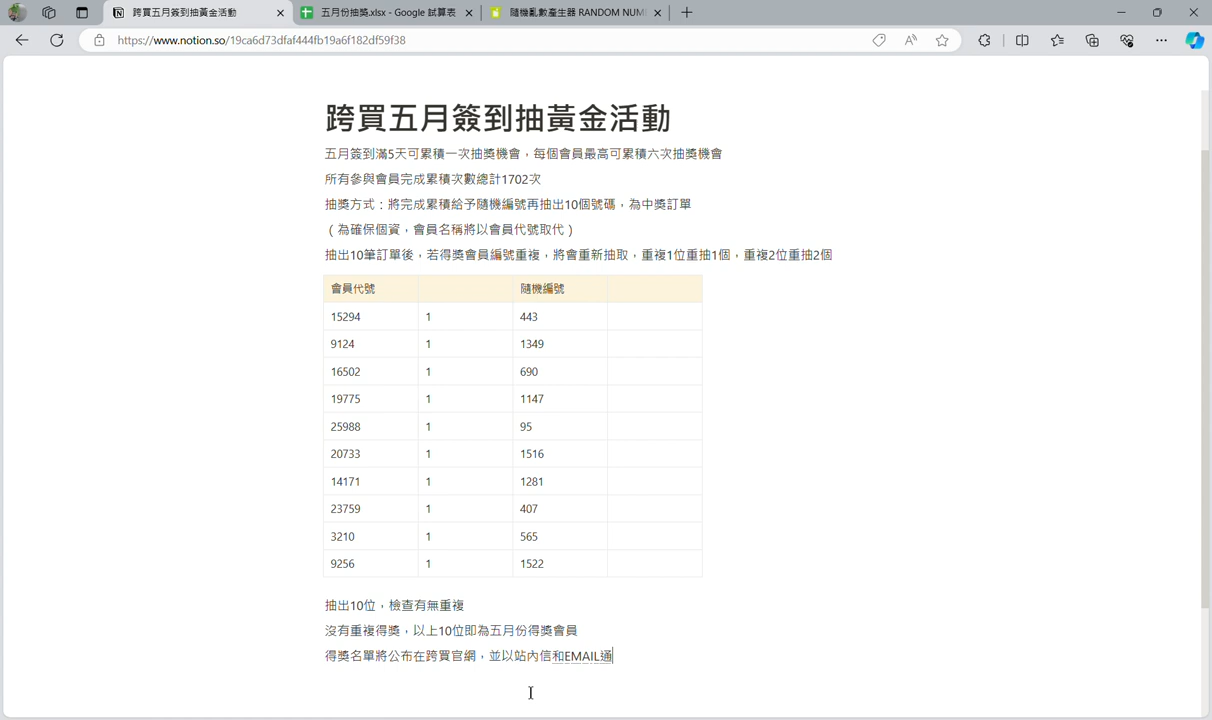 跨買五月簽到抽黃金活動
五月份抽獎.xlsx - Google 試算表
隨機亂數產生器 RANDOM NUM
https://www.notion.so/19ca6d73dfaf444fb19a6f182df59f38
跨買五月簽到抽黃金活動
五月簽到滿5天可累積一次抽獎機會，每個會員最高可累積六次抽獎機會
所有參與會員完成累積次數總計1702次
抽獎方式：將完成累積給予隨機編號再抽出10個號碼，為中獎訂單
（為確保個資，會員名稱將以會員代號取代）
抽出10筆訂單後，若得獎會員編號重複，將會重新抽取，重複1位重抽1個，重複2位重抽2個
會員代號 隨機編號
15294 1 443
9124 1 1349
16502 1 690
19775 1 1147
25988 1 95
20733 1 1516
14171 1 1281
23759 1 407
3210 1 565
9256 1 1522
抽出10位，檢查有無重複
沒有重複得獎，以上10位即為五月份得獎會員
得獎名單將公布在跨買官網，並以站內信和EMAIL通